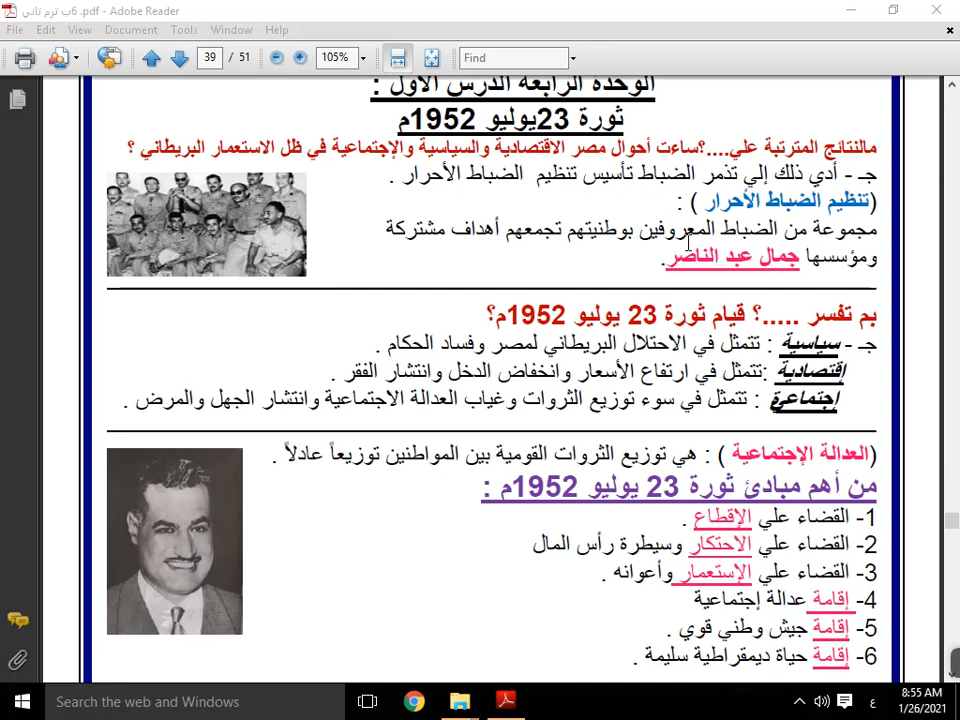 6ب ترم تاني .pdf - Adobe Reader
File Edit View Document Tools Window Help
39 / 51 105% Find
الوحدة الرابعة الدرس الأول :
ثورة 23يوليو 1952م
مالنتائج المترتبة علي....؟ساءت أحوال مصر الاقتصادية والسياسية والإجتماعية في ظل الاستعمار البريطاني ؟
جـ - أدي ذلك إلي تذمر الضباط تأسيس تنظيم الضباط الأحرار .
(تنظيم الضباط الأحرار ) :
مجموعة من الضباط المعروفين بوطنيتهم تجمعهم أهداف مشتركة
ومؤسسها جمال عبد الناصر.
بم تفسر .....؟ قيام ثورة 23 يوليو 1952م؟
جـ - سياسية : تتمثل في الاحتلال البريطاني لمصر وفساد الحكام .
إقتصادية :تتمثل في ارتفاع الأسعار وانخفاض الدخل وانتشار الفقر .
إجتماعية : تتمثل في سوء توزيع الثروات وغياب العدالة الاجتماعية وانتشار الجهل والمرض .
(العدالة الإجتماعية ) : هي توزيع الثروات القومية بين المواطنين توزيعاً عادلاً .
من أهم مبادئ ثورة 23 يوليو 1952م :
1- القضاء علي الإقطاع .
2- القضاء علي الاحتكار وسيطرة رأس المال
3- القضاء علي الإستعمار وأعوانه .
4- إقامة عدالة إجتماعية
5- إقامة جيش وطني قوي .
6- إقامة حياة ديمقراطية سليمة .
Search the web and Windows
ع
8:55 AM
1/26/2021